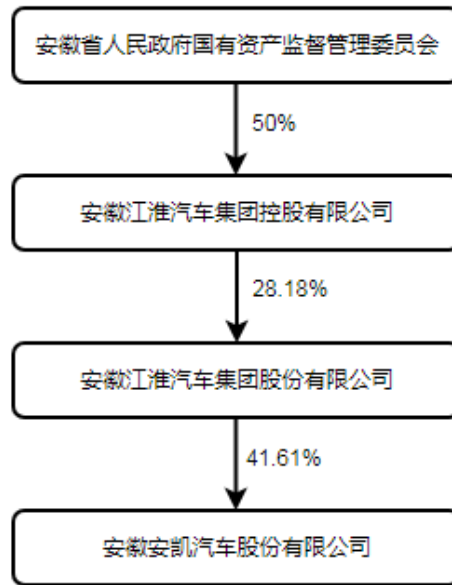 安徽省人民政府国有资产监督管理委员会
50%
安徽江淮汽车集团控股有限公司
28.18%
安徽江淮汽车集团股份有限公司
41.61%
安徽安凯汽车股份有限公司